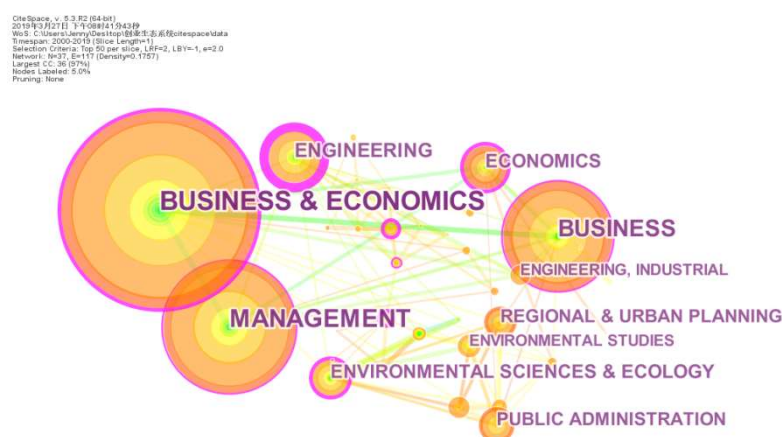 CiteSpace, v. 5.3.R2 (64-bit)
2019年3月27日 下午08时41分43秒
WoS: C:\Users\Jenny\Desktop\创业生态系统citespace\data
Timespan: 2000-2019 (Slice Length=1)
Selection Criteria: Top 50 per slice, LRF=2, LBY=-1, e=2.0
Network: N=37, E=117 (Density=0.1757)
Largest CC: 36 (97%)
Nodes Labeled: 5.0%
Pruning: None
ENGINEERING
ECONOMICS
BUSINESS & ECONOMICS
BUSINESS
ENGINEERING, INDUSTRIAL
MANAGEMENT
REGIONAL & URBAN PLANNING
ENVIRONMENTAL STUDIES
ENVIRONMENTAL SCIENCES & ECOLOGY
PUBLIC ADMINISTRATION